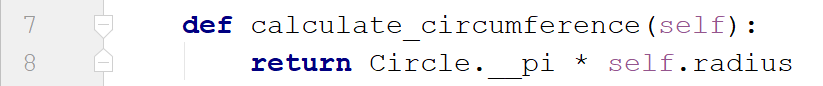 7 def calculate_circumference(self):
8 return Circle.__pi * self.radius